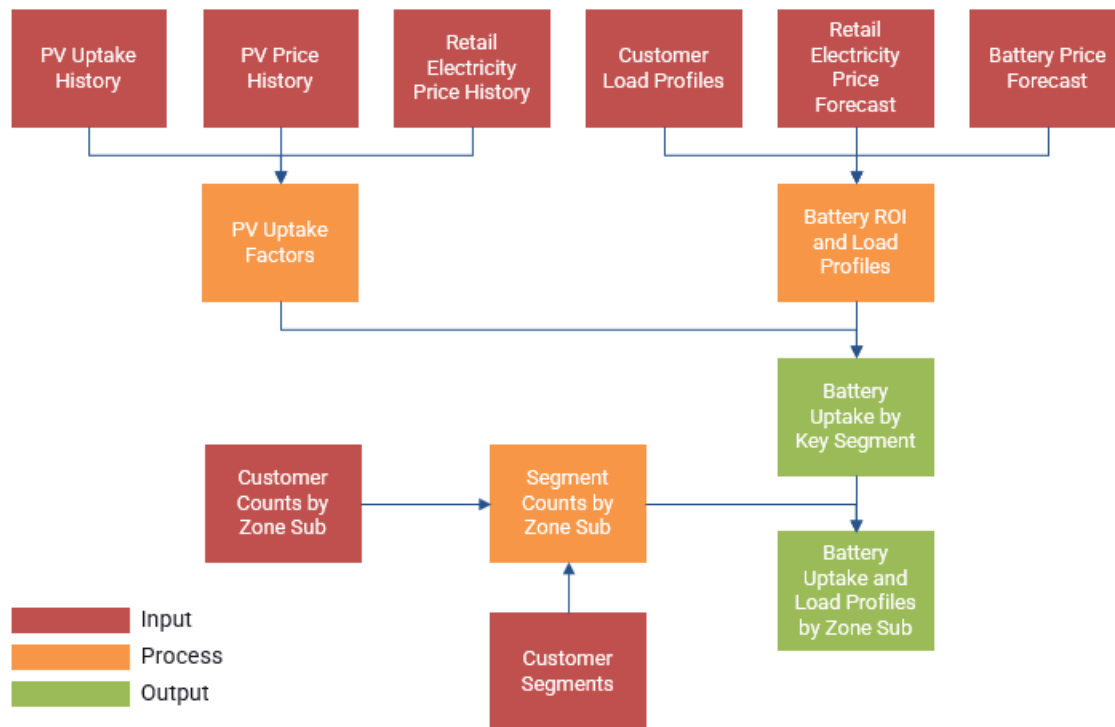 PV Uptake
History
PV Price
History
Retail
Electricity
Price History
Customer
Load Profiles
Retail
Electricity
Price
Forecast
Battery Price
Forecast
PV Uptake
Factors
Battery ROI
and Load
Profiles
Battery
Uptake by
Key Segment
Customer
Counts by
Zone Sub
Segment
Counts by
Zone Sub
Battery
Uptake and
Load Profiles
by Zone Sub
Customer
Segments
Input
Process
Output